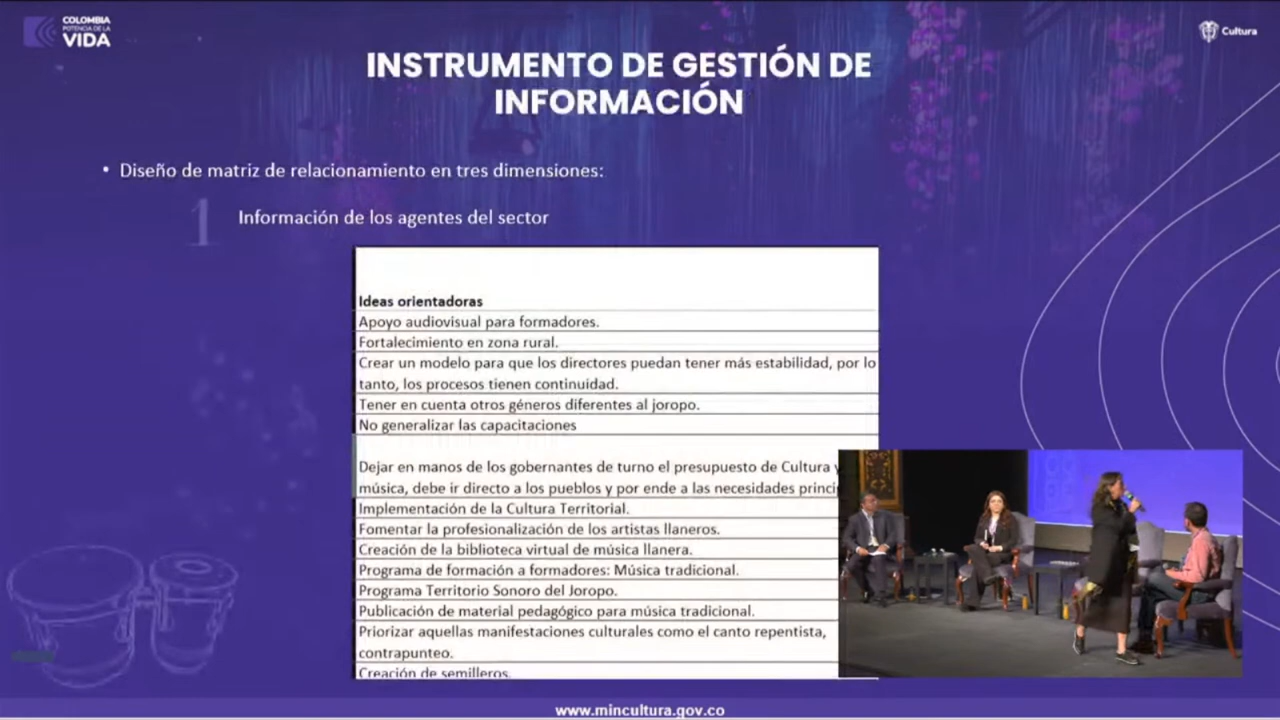 COLOMBIA
POTENCIA DE LA
VIDA
Cultura
INSTRUMENTO DE GESTIÓN DE
INFORMACIÓN
• Diseño de matriz de relacionamiento en tres dimensiones:
1 Información de los agentes del sector
Ideas orientadoras
Apoyo audiovisual para formadores.
Fortalecimiento en zona rural.
Crear un modelo para que los directores puedan tener más estabilidad, por lo
tanto, los procesos tienen continuidad.
Tener en cuenta otros géneros diferentes al joropo.
No generalizar las capacitaciones
Dejar en manos de los gobernantes de turno el presupuesto de Cultura y
música, debe ir directo a los pueblos y por ende a las necesidades
Implementación de la Cultura Territorial.
Fomentar la profesionalización de los artistas llaneros.
Creación de la biblioteca virtual de música llanera.
Programa de formación a formadores: Música tradicional.
Programa Territorio Sonoro del Joropo.
Publicación de material pedagógico para música tradicional.
Priorizar aquellas manifestaciones culturales como el canto repentista,
contrapunteo.
Creación de semilleros.
www.mincultura.gov.co